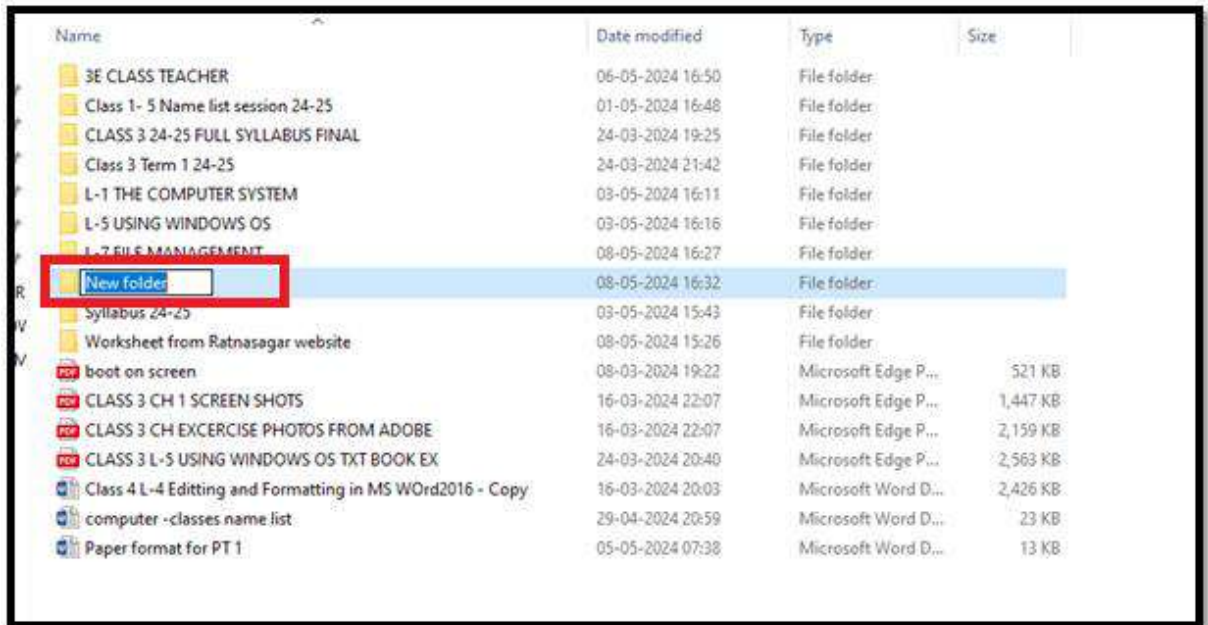 Name Date modified Type Size
3E CLASS TEACHER 06-05-2024 16:50 File folder
Class 1- 5 Name list session 24-25 01-05-2024 16:48 File folder
CLASS 3 24-25 FULL SYLLABUS FINAL 24-03-2024 19:25 File folder
Class 3 Term 1 24-25 24-03-2024 21:42 File folder
L-1 THE COMPUTER SYSTEM 03-05-2024 16:11 File folder
L-5 USING WINDOWS OS 03-05-2024 16:16 File folder
L-7 FILE MANAGEMENT 08-05-2024 16:27 File folder
New folder 08-05-2024 16:32 File folder
Syllabus 24-25 03-05-2024 15:43 File folder
Worksheet from Ratnasagar website 08-05-2024 15:26 File folder
boot on screen 08-03-2024 19:22 Microsoft Edge P... 521 KB
CLASS 3 CH 1 SCREEN SHOTS 16-03-2024 22:07 Microsoft Edge P... 1,447 KB
CLASS 3 CH EXCERCISE PHOTOS FROM ADOBE 16-03-2024 22:07 Microsoft Edge P... 2,159 KB
CLASS 3 L-5 USING WINDOWS OS TXT BOOK EX 24-03-2024 20:40 Microsoft Edge P... 2,563 KB
Class 4 L-4 Editting and Formatting in MS WOrd2016 - Copy 16-03-2024 20:03 Microsoft Word D... 2,426 KB
computer -classes name list 29-04-2024 20:59 Microsoft Word D... 23 KB
Paper format for PT 1 05-05-2024 07:38 Microsoft Word D... 13 KB